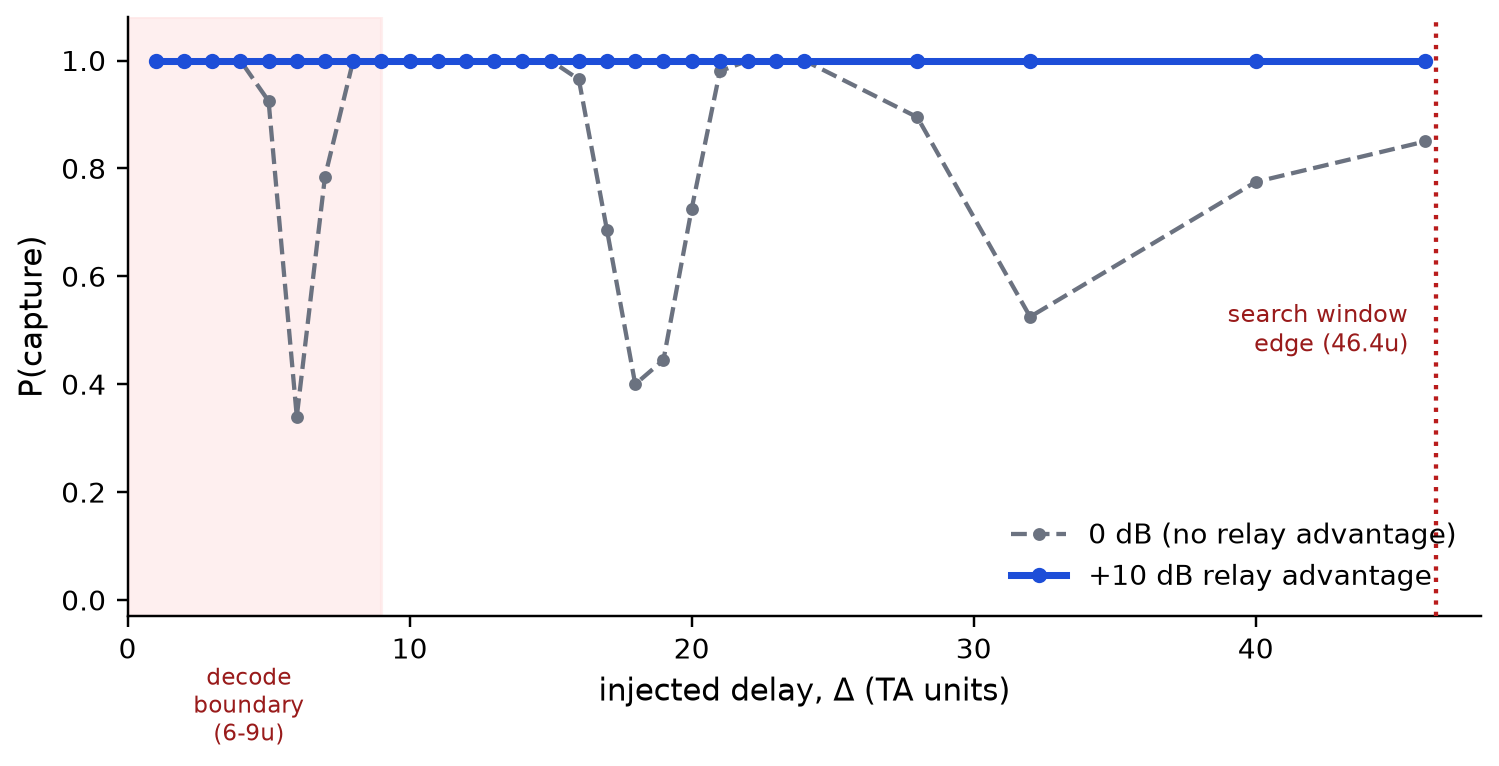 1.0
0.8
0.6
0.4
0.2
0.0
P(capture)
search window
edge (46.4u)
0 dB (no relay advantage)
+10 dB relay advantage
0
10
20
30
40
decode
boundary
(6-9u)
injected delay, Δ (TA units)